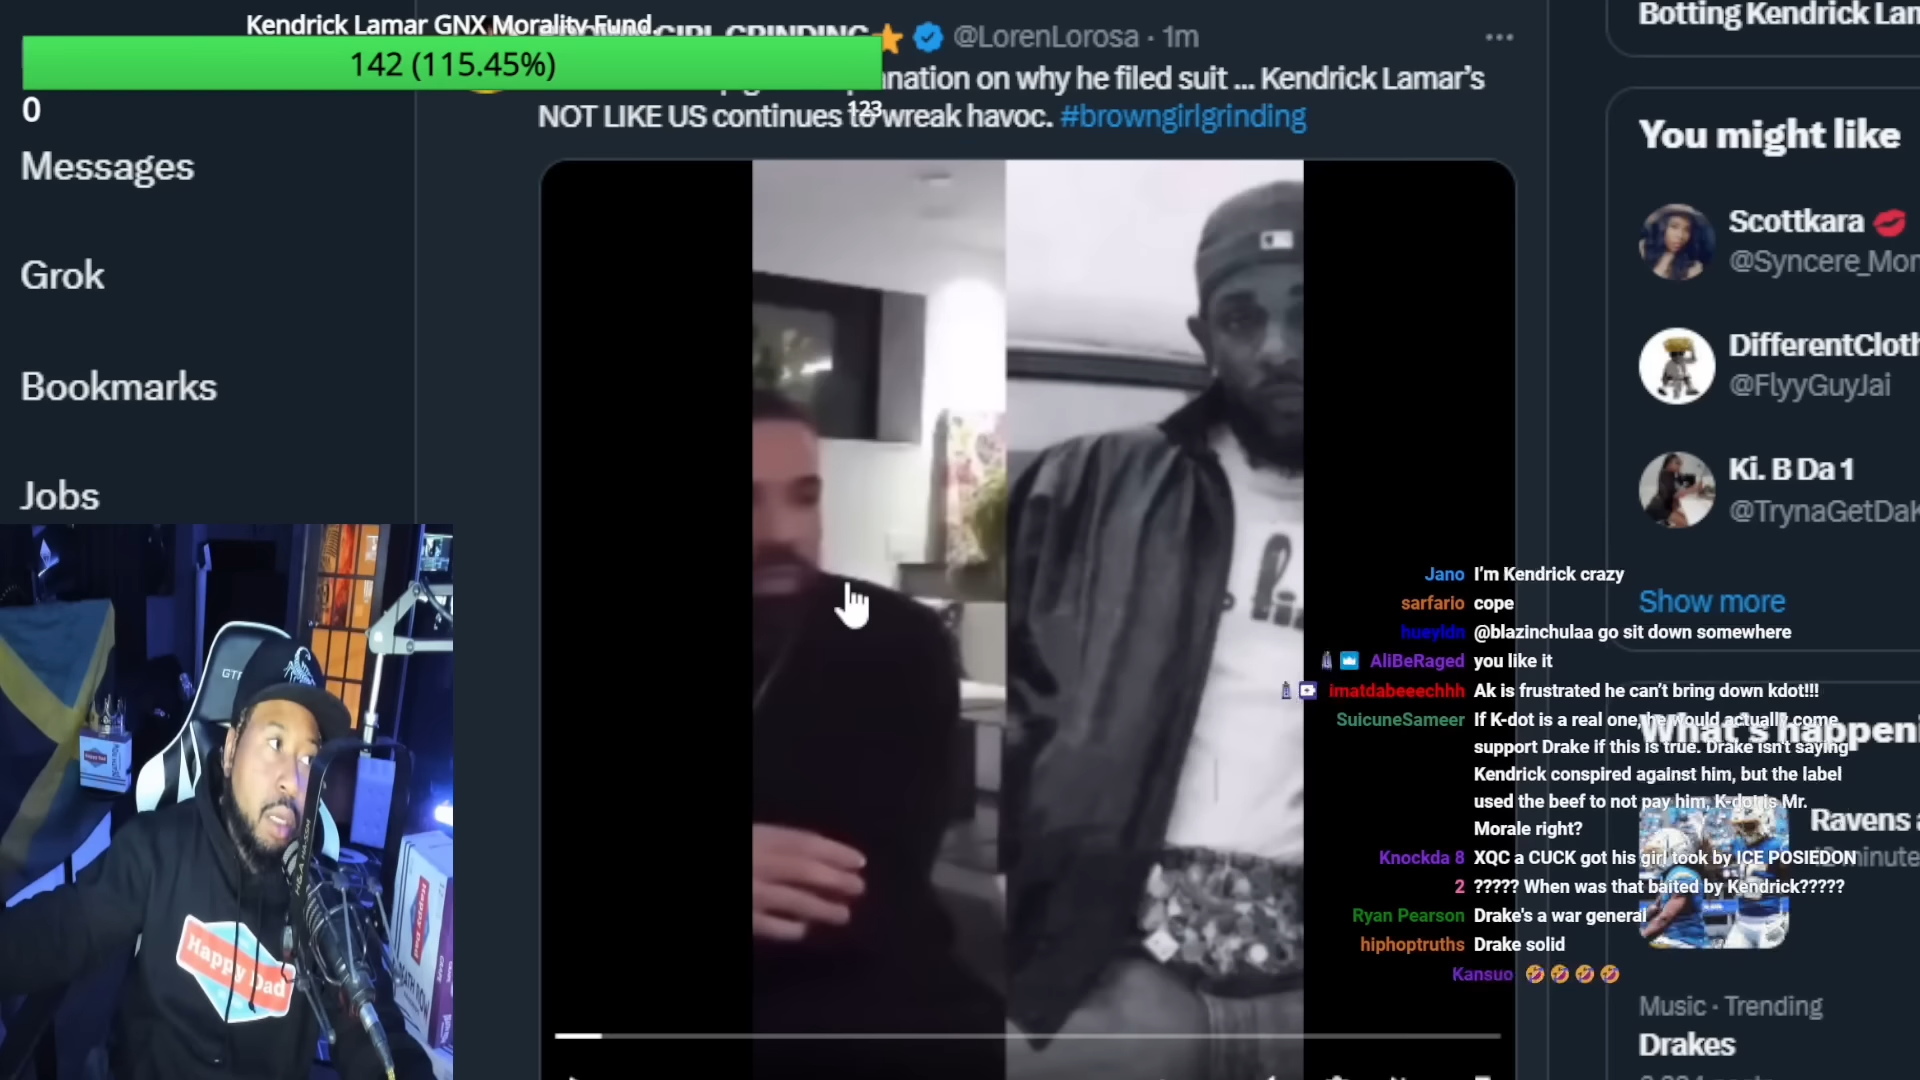 Kendrick Lamar GNX Morality Fund.
142 (115.45%)
0
123
Messages
Grok
Bookmarks
Jobs
GIRL GRINDING @LorenLorosa · 1m
on why he filed suit ... Kendrick Lamar's
NOT LIKE US continues to wreak havoc. #browngirlgrinding
Botting Kendrick
You might like
Scottkara 💋
DifferentCloth
@FlyyGuyJai
Ki. B Da 1
Show more
What's
Ravens
Music · Trending
Drakes
Jano I'm Kendrick crazy
sarfario cope
hueyldn @blazinchulaa go sit down somewhere
AliBeRaged you like it
imatdabeeechhh Ak is frustrated he can't bring down kdot!!!
SuicuneSameer If K-dot is a real one, he would actually come
support Drake if this is true. Drake isn't saying
Kendrick conspired against him, but the label
used the beef to not pay him, K-dot is Mr.
Morale right?
Knockda 8 XQC a CUCK got his girl took by ICE POSIEDON
2 ????? When was that baited by Kendrick?????
Ryan Pearson Drake's a war general
hiphoptruths Drake solid
Kansuo 🤣🤣🤣🤣
Happy Dad